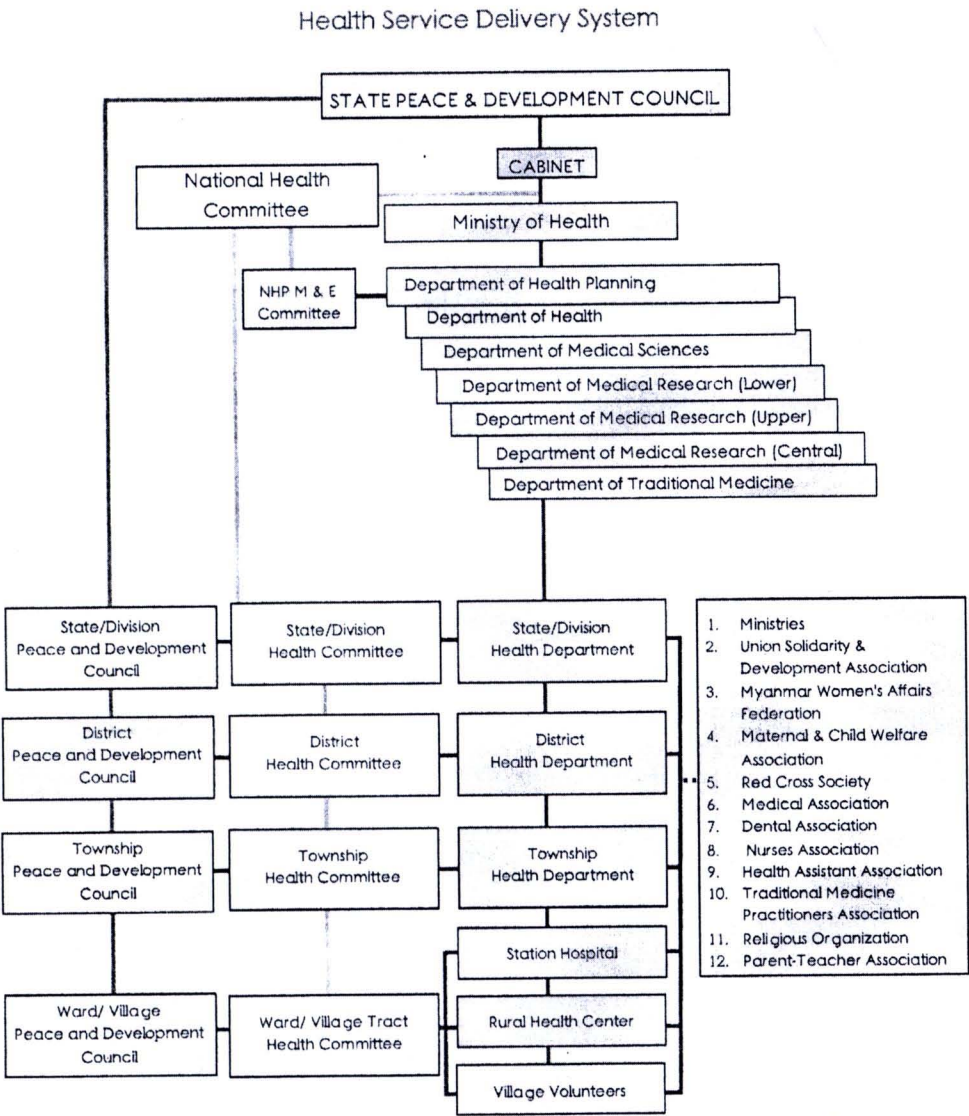 Health Service Delivery System
STATE PEACE & DEVELOPMENT COUNCIL
CABINET
National Health
Committee
Ministry of Health
NHP M & E
Committee
Department of Health Planning
Department of Health
Department of Medical Sciences
Department of Medical Research (Lower)
Department of Medical Research (Upper)
Department of Medical Research (Central)
Department of Traditional Medicine
State/Division
Peace and Development
Council
State/Division
Health Committee
State/Division
Health Department
District
Peace and Development
Council
District
Health Committee
District
Health Department
Township
Peace and Development
Council
Township
Health Committee
Township
Health Department
Station Hospital
Ward/ Village
Peace and Development
Council
Ward/ Village Tract
Health Committee
Rural Health Center
Village Volunteers
1. Ministries
2. Union Solidarity &
Development Association
3. Myanmar Women's Affairs
Federation
4. Maternal & Child Welfare
Association
5. Red Cross Society
6. Medical Association
7. Dental Association
8. Nurses Association
9. Health Assistant Association
10. Traditional Medicine
Practitioners Association
11. Religious Organization
12. Parent-Teacher Association